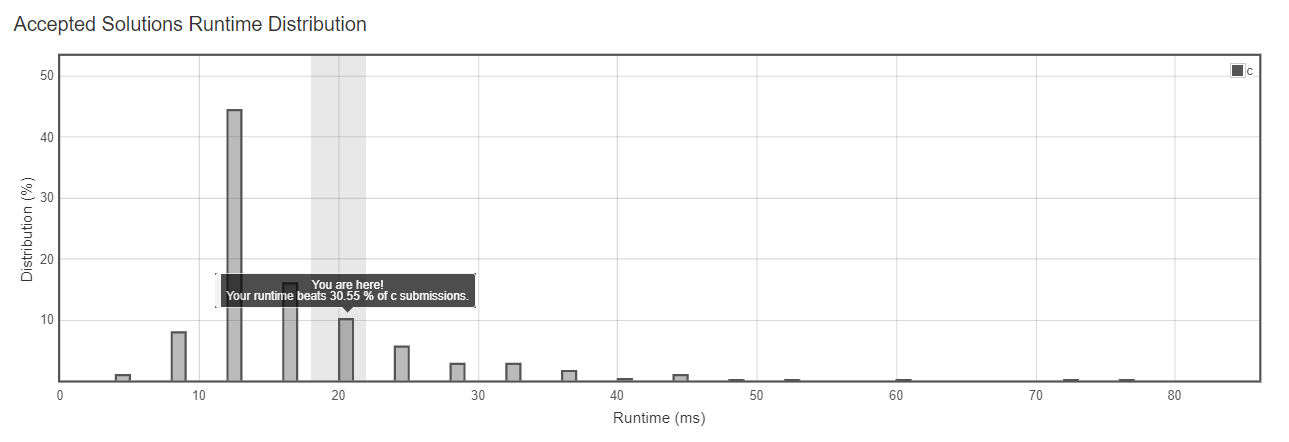 Accepted Solutions Runtime Distribution
c
50
40
30
20
10
Distribution (%)
You are here!
Your runtime beats 30.55 % of c submissions.
0 10 20 30 40 50 60 70 80
Runtime (ms)